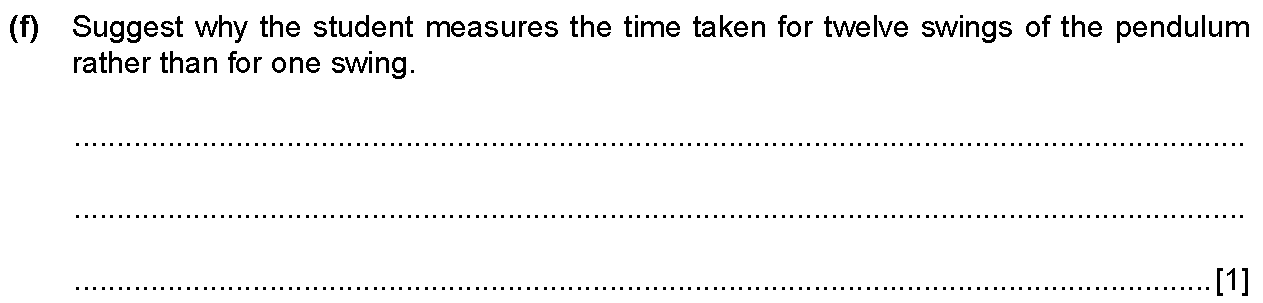 (f) Suggest why the student measures the time taken for twelve swings of the pendulum
rather than for one swing.
..........................................................................................................................................
..........................................................................................................................................
......................................................................................................................................[1]